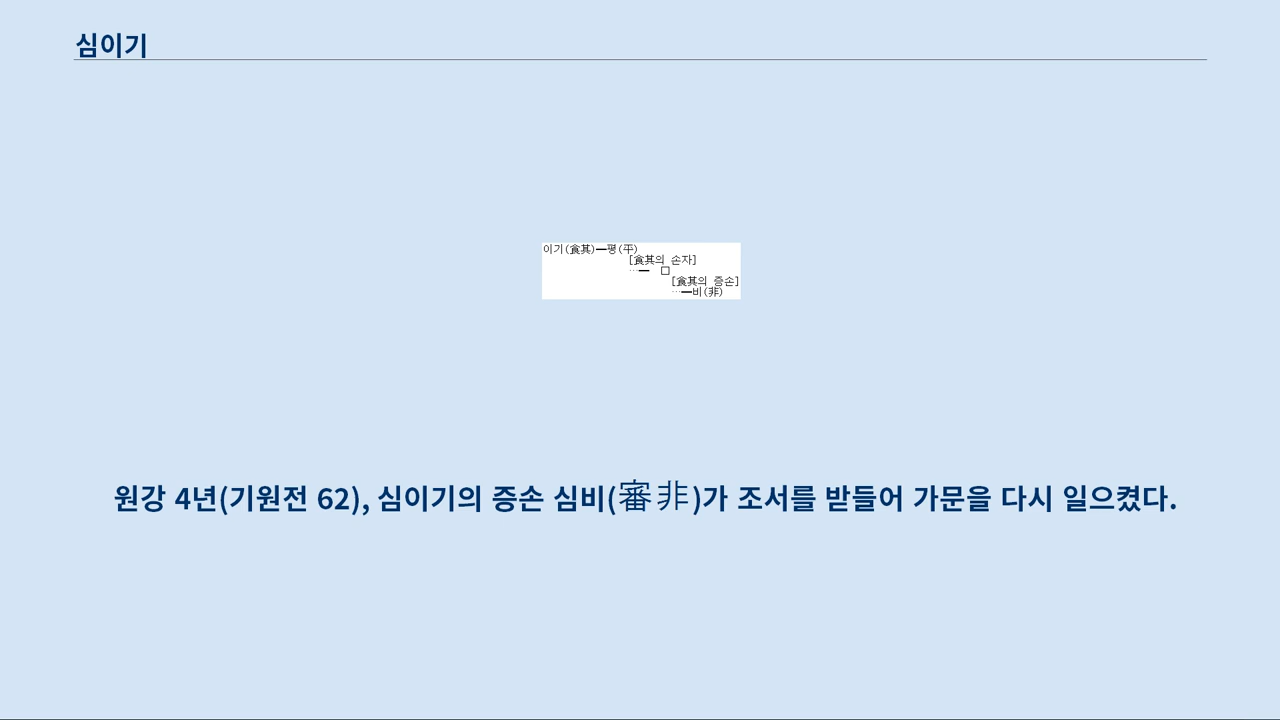 심이기
이기(食其)━평(平)
[食其의 손자]
…━ □
[食其의 증손]
…━비(非)
원강 4년(기원전 62), 심이기의 증손 심비(審非)가 조서를 받들어 가문을 다시 일으켰다.